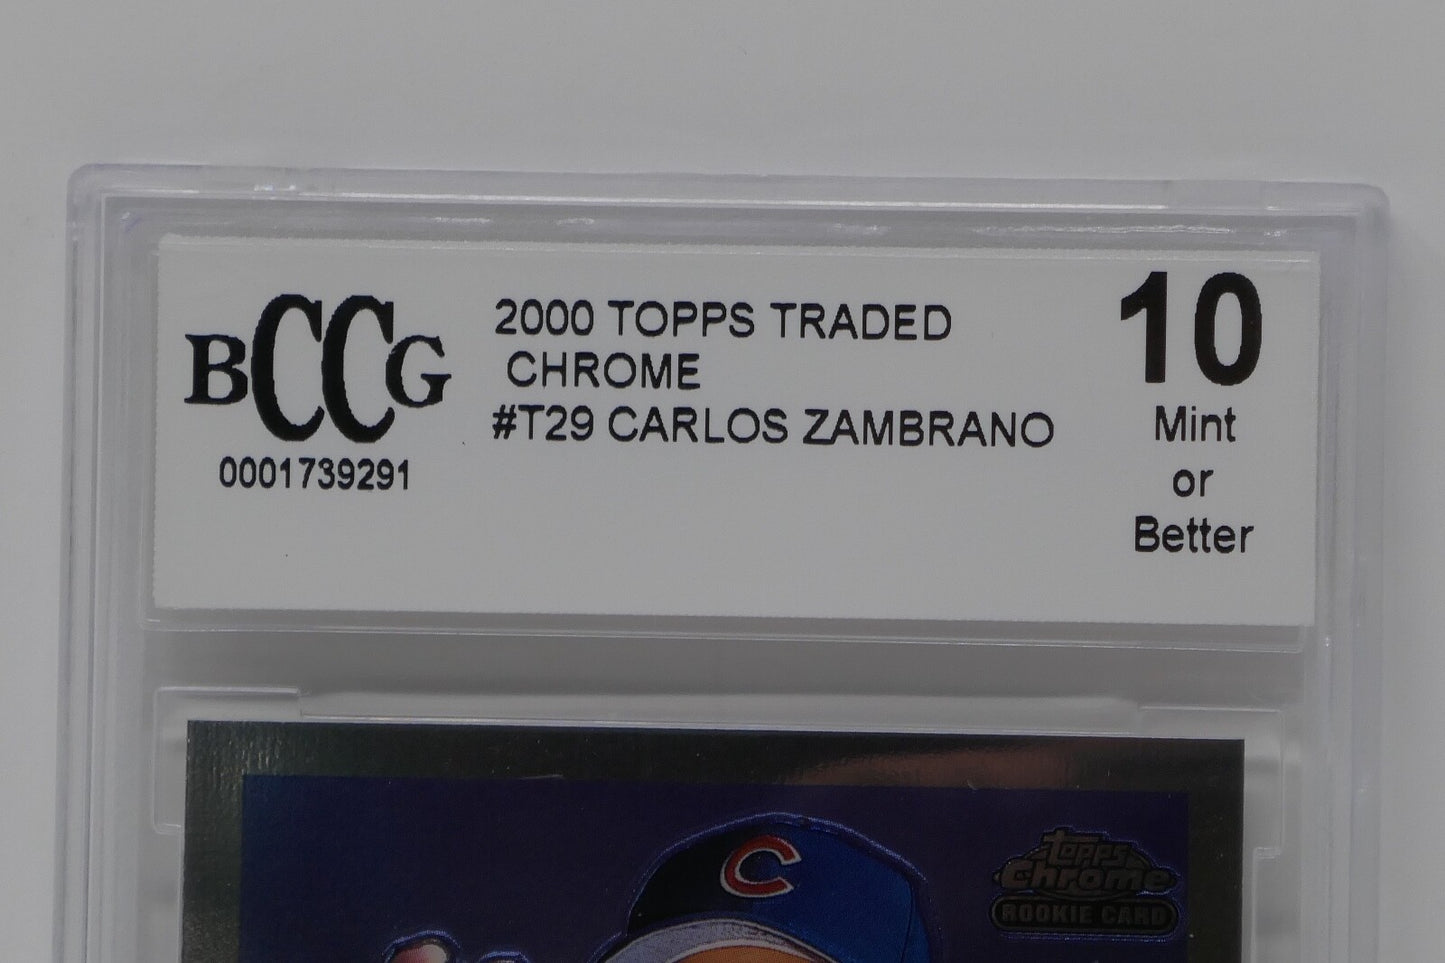 BCCG
0001739291
2000 TOPPS TRADED
CHROME
#T29 CARLOS ZAMBRANO
10
Mint
or
Better
C
topps
Chrome
ROOKIE CARD